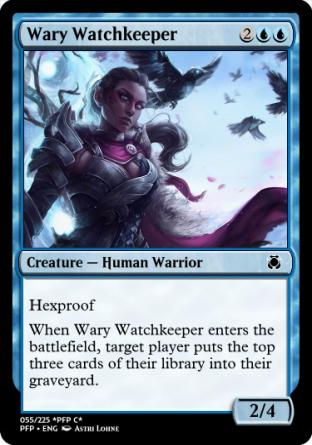 Wary Watchkeeper 2
Creature — Human Warrior
Hexproof
When Wary Watchkeeper enters the
battlefield, target player puts the top
three cards of their library into their
graveyard.
2/4
055/225 *PFP C*
PFP • ENG Astri Lohne